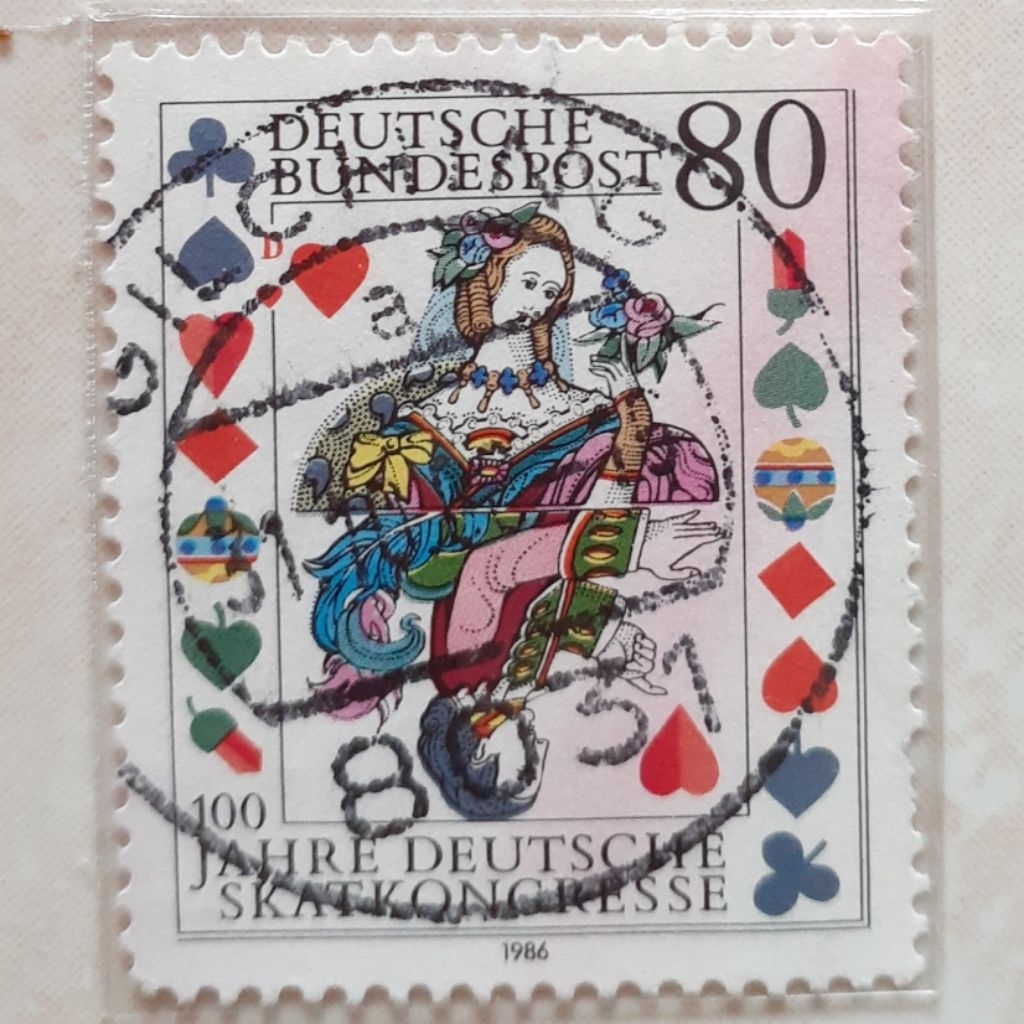 DEUTSCHE
BUNDESPOST
80
D
100
JAHRE DEUTSCHE
SKATKONGRESSE
1986